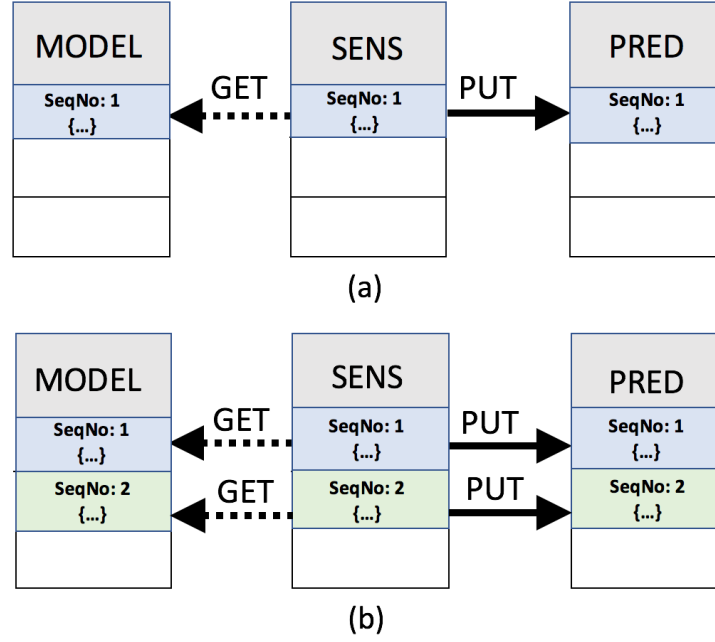 MODEL
SENS
PRED
GET
PUT
SeqNo: 1
{...}
SeqNo: 1
{...}
SeqNo: 1
{...}
(a)
MODEL
SENS
PRED
GET
PUT
SeqNo: 1
{...}
SeqNo: 1
{...}
SeqNo: 1
{...}
GET
PUT
SeqNo: 2
{...}
SeqNo: 2
{...}
SeqNo: 2
{...}
(b)